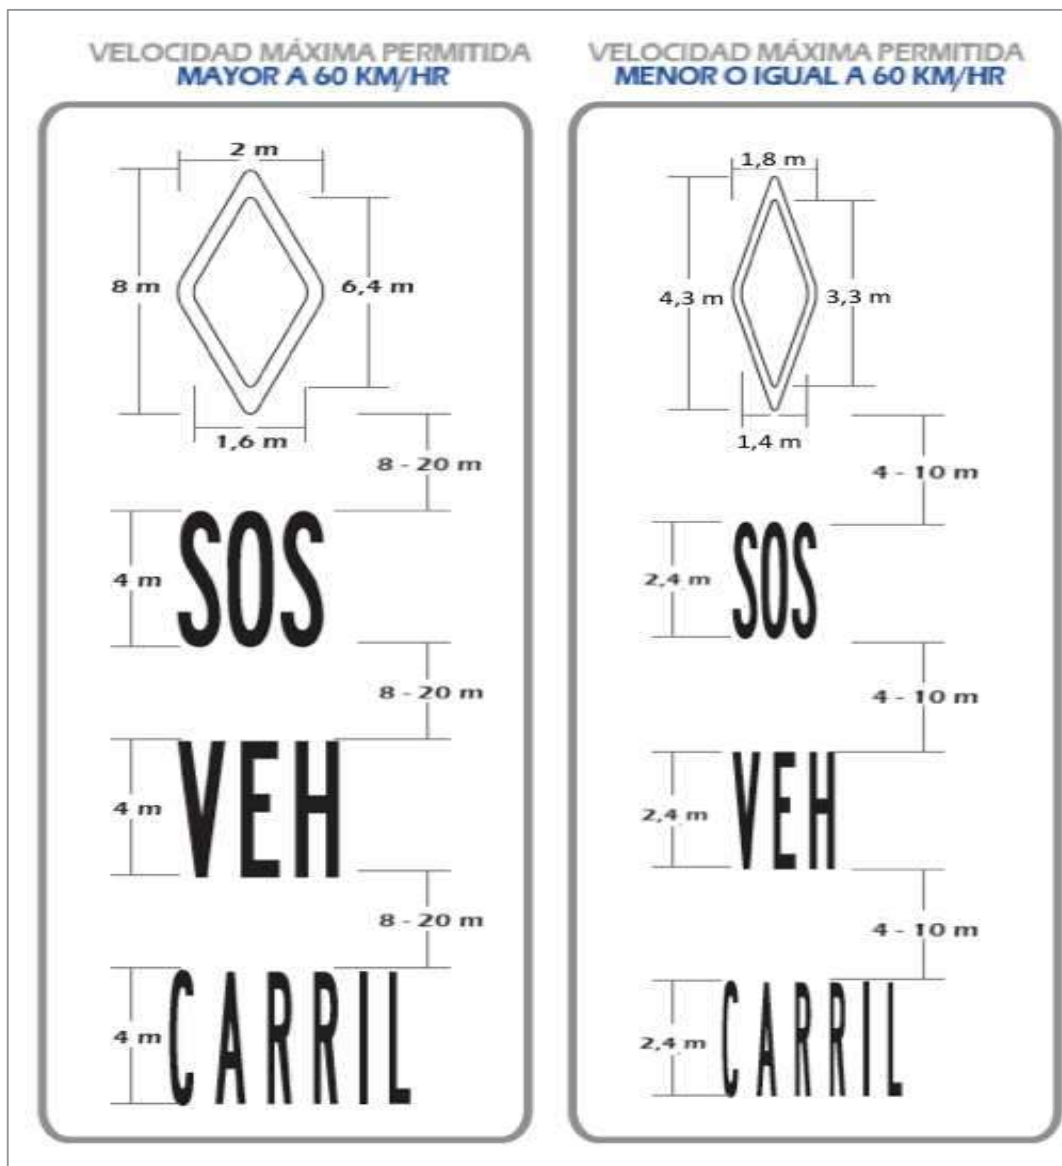 VELOCIDAD MÁXIMA PERMITIDA
MAYOR A 60 KM/HR
2 m
8 m
6,4 m
1,6 m
8 - 20 m
SOS
4 m
8 - 20 m
VEH
4 m
8 - 20 m
CARRIL
4 m
VELOCIDAD MÁXIMA PERMITIDA
MENOR O IGUAL A 60 KM/HR
1,8 m
4,3 m
3,3 m
1,4 m
4 - 10 m
SOS
2,4 m
4 - 10 m
VEH
2,4 m
4 - 10 m
CARRIL
2,4 m